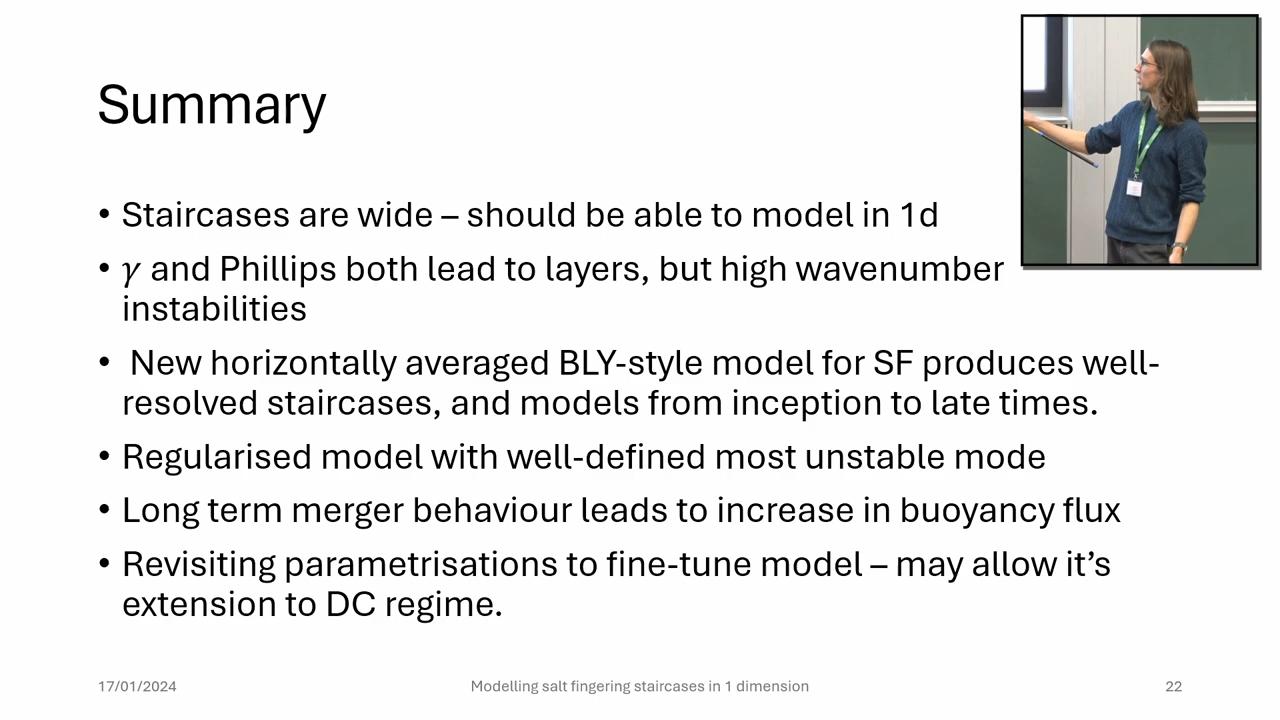 Summary
• Staircases are wide – should be able to model in 1d
• γ and Phillips both lead to layers, but high wavenumber
instabilities
• New horizontally averaged BLY-style model for SF produces well-
resolved staircases, and models from inception to late times.
• Regularised model with well-defined most unstable mode
• Long term merger behaviour leads to increase in buoyancy flux
• Revisiting parametrisations to fine-tune model – may allow it’s
extension to DC regime.
17/01/2024
Modelling salt fingering staircases in 1 dimension
22